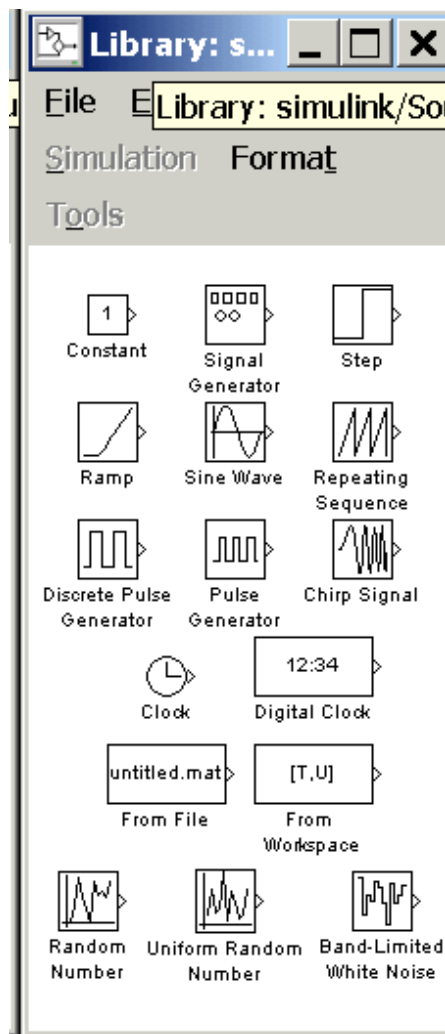 Library: s...
File E
Library: simulink/Sou
Simulation Format
Tools
1
Constant
Signal
Generator
Step
Ramp
Sine Wave
Repeating
Sequence
Discrete Pulse
Generator
Pulse
Generator
Chirp Signal
Clock
12:34
Digital Clock
untitled.mat
From File
[T,U]
From
Workspace
Random
Number
Uniform Random
Number
Band-Limited
White Noise